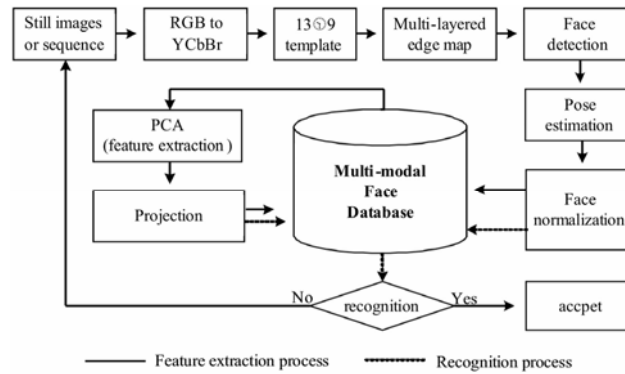 Still images
or sequence
RGB to
YCbBr
13㏒9
template
Multi-layered
edge map
Face
detection
Pose
estimation
PCA
(feature extraction )
Multi-modal
Face
Database
Projection
Face
normalization
No
recognition
Yes
accpet
Feature extraction process
Recognition process